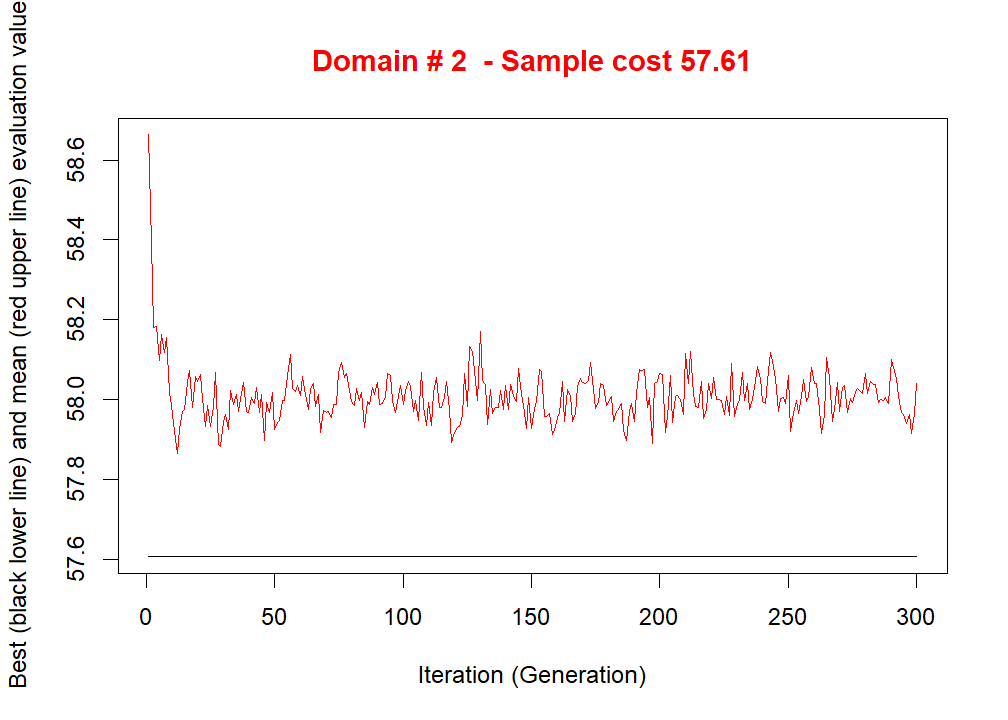 Domain # 2  - Sample cost 57.61
Best (black lower line) and mean (red upper line) evaluation value
58.6
58.4
58.2
58.0
57.8
57.6
0 50 100 150 200 250 300
Iteration (Generation)